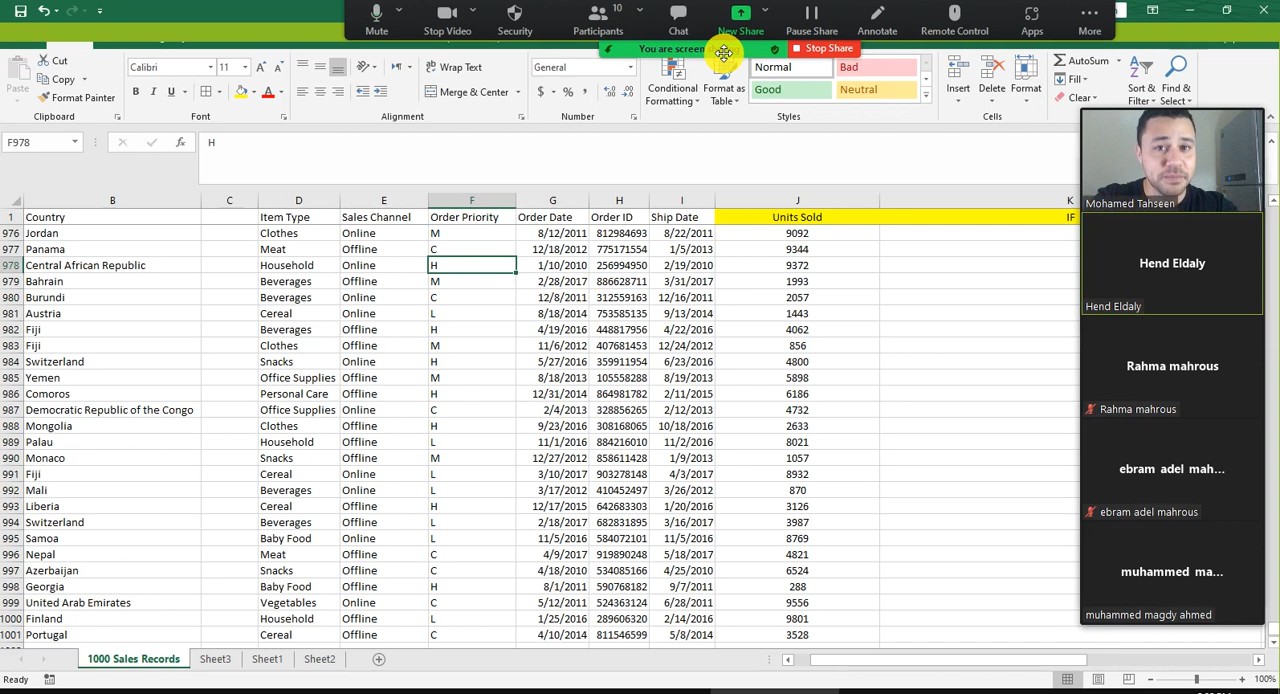 10
Mute Stop Video Security Participants Chat New Share Pause Share Annotate Remote Control Apps More
You are screen Stop Share
Cut Calibri 11 Wrap Text General Normal Bad AutoSum
Paste Copy Conditional Format as Insert Delete Format Fill Sort & Find &
Format Painter B I U A Merge & Center $ % Formatting Table Good Neutral Clear Filter Select
Clipboard Font Alignment Number Styles Cells
F978 fx H
B C D E F G H I J K
1 Country Item Type Sales Channel Order Priority Order Date Order ID Ship Date Units Sold IF
976 Jordan Clothes Online M 8/12/2011 812984693 8/22/2011 9092
977 Panama Meat Offline C 12/18/2012 775171554 1/5/2013 9344
978 Central African Republic Household Online H 1/10/2010 256994950 2/19/2010 9372
979 Bahrain Beverages Offline M 2/28/2017 886628711 3/31/2017 1993
980 Burundi Beverages Online C 12/8/2011 312559163 12/16/2011 2057
981 Austria Cereal Online L 8/18/2014 753585135 9/13/2014 1443
982 Fiji Beverages Offline H 4/19/2016 448817956 4/22/2016 4062
983 Fiji Clothes Offline M 11/6/2012 407681453 12/24/2012 856
984 Switzerland Snacks Online H 5/27/2016 359911954 6/23/2016 4800
985 Yemen Office Supplies Offline M 8/18/2013 105558288 8/19/2013 5898
986 Comoros Personal Care Offline H 12/31/2014 864981782 2/11/2015 6186
987 Democratic Republic of the Congo Office Supplies Online C 2/4/2013 328856265 2/12/2013 4732
988 Mongolia Clothes Offline H 9/23/2016 308168065 10/18/2016 2633
989 Palau Household Online L 11/1/2016 884216010 11/2/2016 8021
990 Monaco Snacks Offline M 12/27/2012 858611428 1/9/2013 1057
991 Fiji Cereal Online L 3/10/2017 903278148 4/3/2017 8932
992 Mali Beverages Online L 3/17/2012 410452497 3/26/2012 870
993 Liberia Cereal Offline H 12/17/2015 642683303 1/20/2016 3126
994 Switzerland Beverages Offline L 2/18/2017 682831895 3/16/2017 3987
995 Samoa Baby Food Online L 11/5/2016 584072101 11/5/2016 8769
996 Nepal Meat Offline C 4/9/2017 919890248 5/18/2017 4821
997 Azerbaijan Snacks Offline C 4/18/2010 534085166 4/25/2010 6524
998 Georgia Baby Food Offline H 8/1/2011 590768182 9/7/2011 288
999 United Arab Emirates Vegetables Online C 5/12/2011 524363124 6/28/2011 9556
1000 Finland Household Offline L 1/25/2016 289606320 2/14/2016 9801
1001 Portugal Cereal Offline C 4/10/2014 811546599 5/8/2014 3528
1000 Sales Records Sheet3 Sheet1 Sheet2
Ready 100%
Mohamed Tahseen
Hend Eldaly
Hend Eldaly
Rahma mahrous
Rahma mahrous
ebram adel mah...
ebram adel mahrous
muhammed ma...
muhammed magdy ahmed